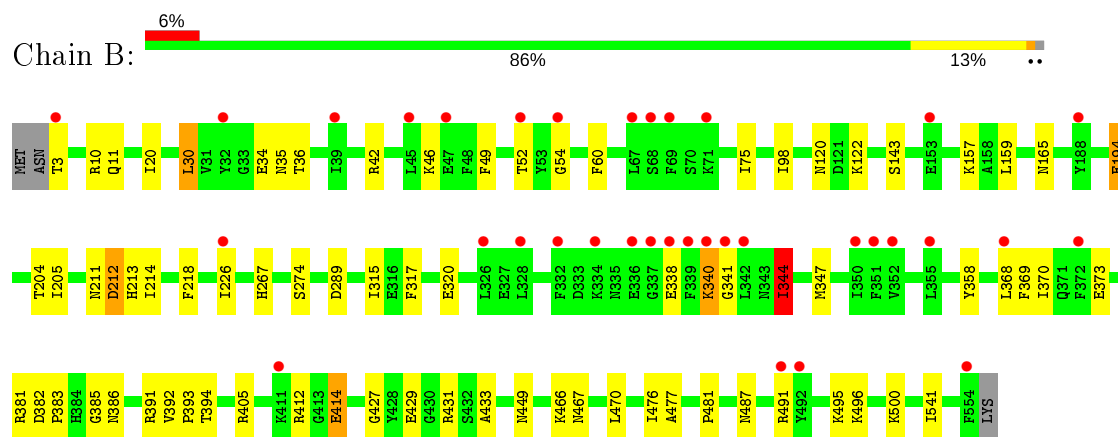 6%
Chain B:
86% 13% ••
MET ASN T3 R10 Q11 I20 L30 V31 Y32 G33 E34 N35 T36 I39 R42 L45 K46 E47 F48 F49 T52 Y53 G54 F60 L67 S68 F69 S70 K71 I75 I98 N120 D121 K122 S143 E153 K157 A158 L159 N165 Y188
T204 I205 N211 D212 H213 I214 F218 I226 H267 S274 D289 I315 E316 F317 E320 L326 E327 L328 F332 D333 K334 N335 E336 G337 E338 F339 K340 G341 L342 N343 I344 M347 I350 F351 V352 L355 Y358 L368 F369 I370 Q371 F372 E373
R381 D382 P383 H384 G385 N386 R391 V392 P393 T394 R405 K411 R412 G413 E414 G427 Y428 E429 G430 R431 S432 A433 N449 K466 N467 L470 I476 A477 P481 N487 R491 Y492 K495 K496 K500 I541 F554 LYS